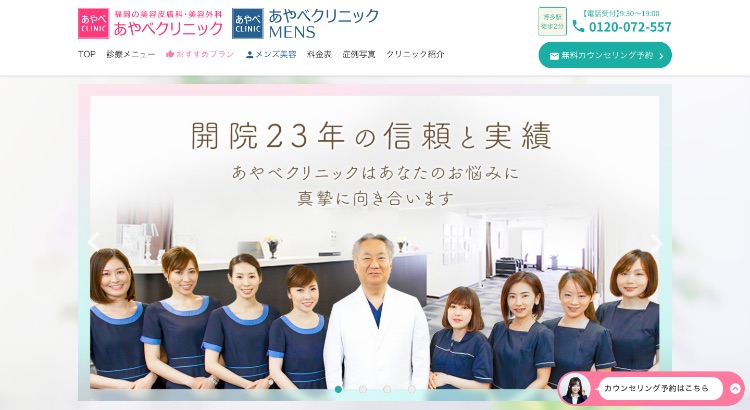 あやべ
CLINIC
福岡の美容皮膚科・美容外科
あやべクリニック
あやべ
CLINIC
あやべクリニック
MENS
博多駅
徒歩2分
【電話受付】9:30〜19:00
0120-072-557
TOP 診療メニュー おすすめプラン メンズ美容 料金表 症例写真 クリニック紹介
無料カウンセリング予約
開院23年の信頼と実績
あやべクリニックはあなたのお悩みに
真摯に向き合います
カウンセリング予約はこちら